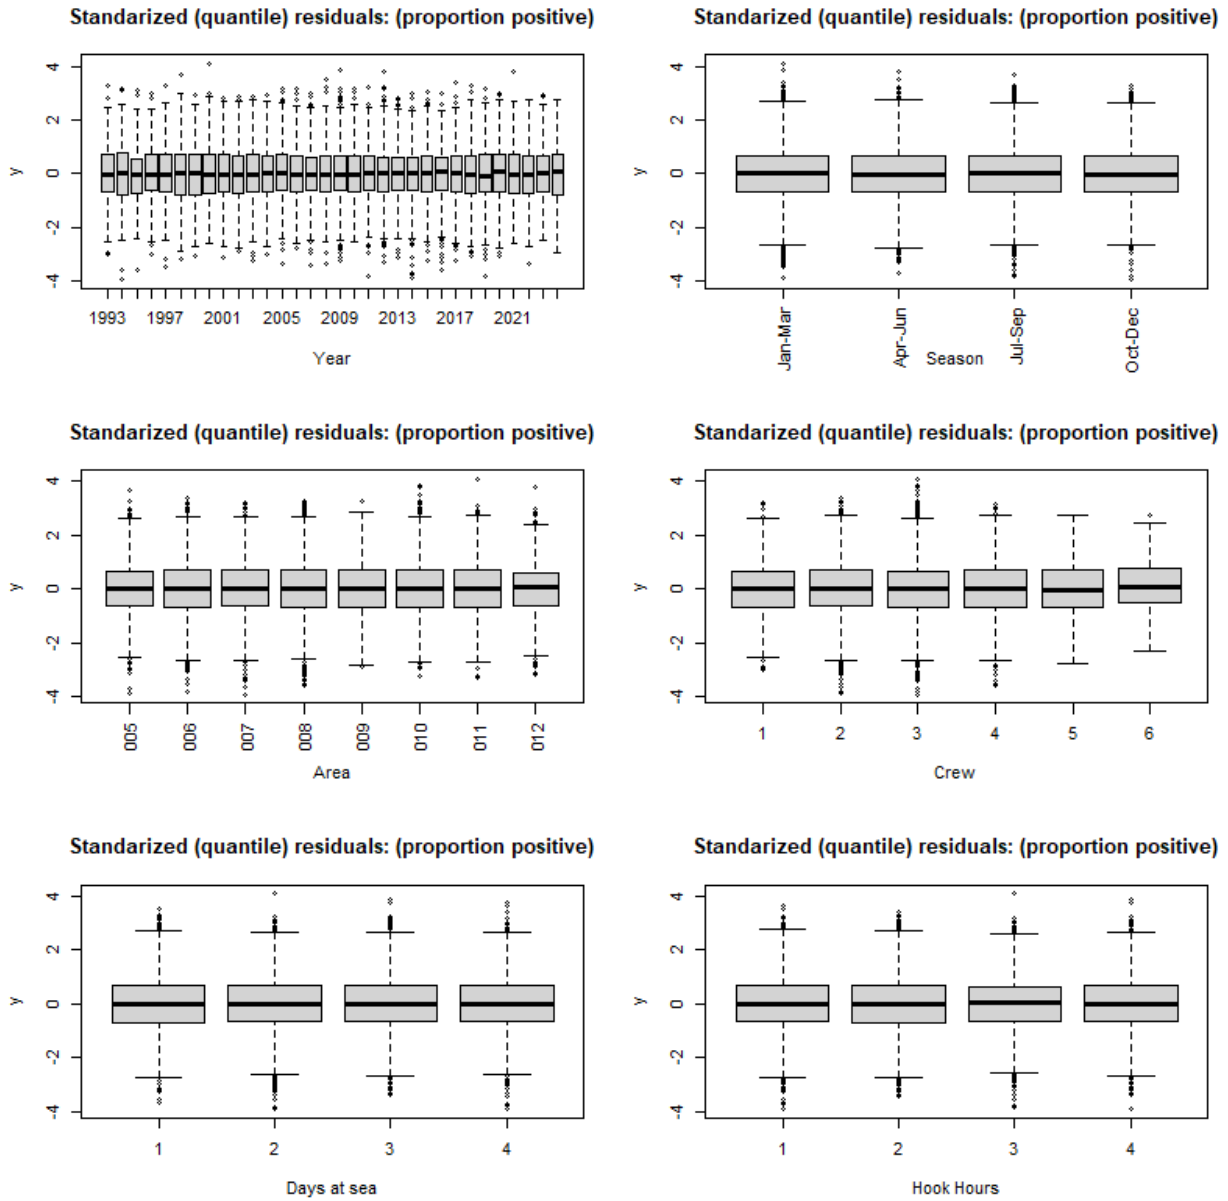 Standarized (quantile) residuals: (proportion positive)
y
4
2
0
-2
-4
1993 1997 2001 2005 2009 2013 2017 2021
Year
Standarized (quantile) residuals: (proportion positive)
y
4
2
0
-2
-4
Jan-Mar Apr-Jun Jul-Sep Oct-Dec
Season
Standarized (quantile) residuals: (proportion positive)
y
4
2
0
-2
-4
005 006 007 008 009 010 011 012
Area
Standarized (quantile) residuals: (proportion positive)
y
4
2
0
-2
-4
1 2 3 4 5 6
Crew
Standarized (quantile) residuals: (proportion positive)
y
4
2
0
-2
-4
1 2 3 4
Days at sea
Standarized (quantile) residuals: (proportion positive)
y
4
2
0
-2
-4
1 2 3 4
Hook Hours